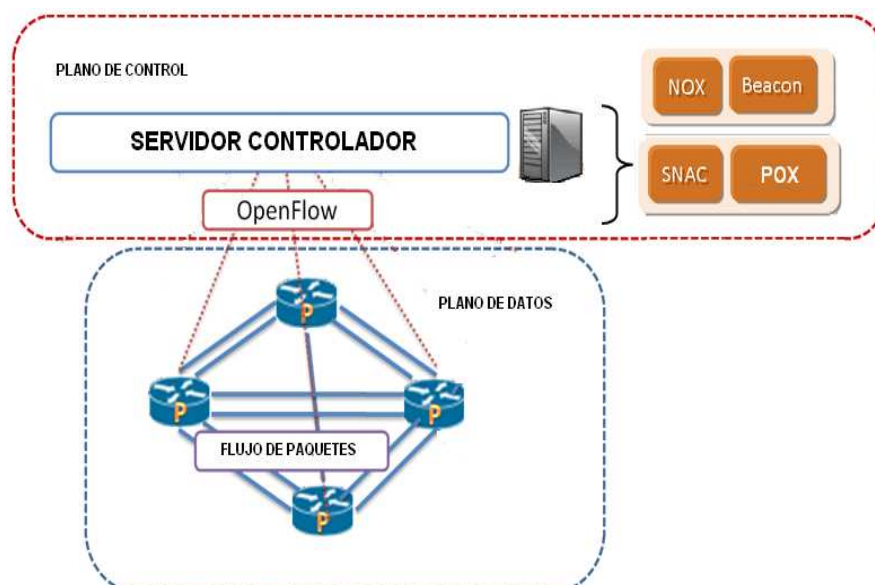 PLANO DE CONTROL
SERVIDOR CONTROLADOR
NOX
Beacon
SNAC
POX
OpenFlow
PLANO DE DATOS
P
P
P
FLUJO DE PAQUETES
P